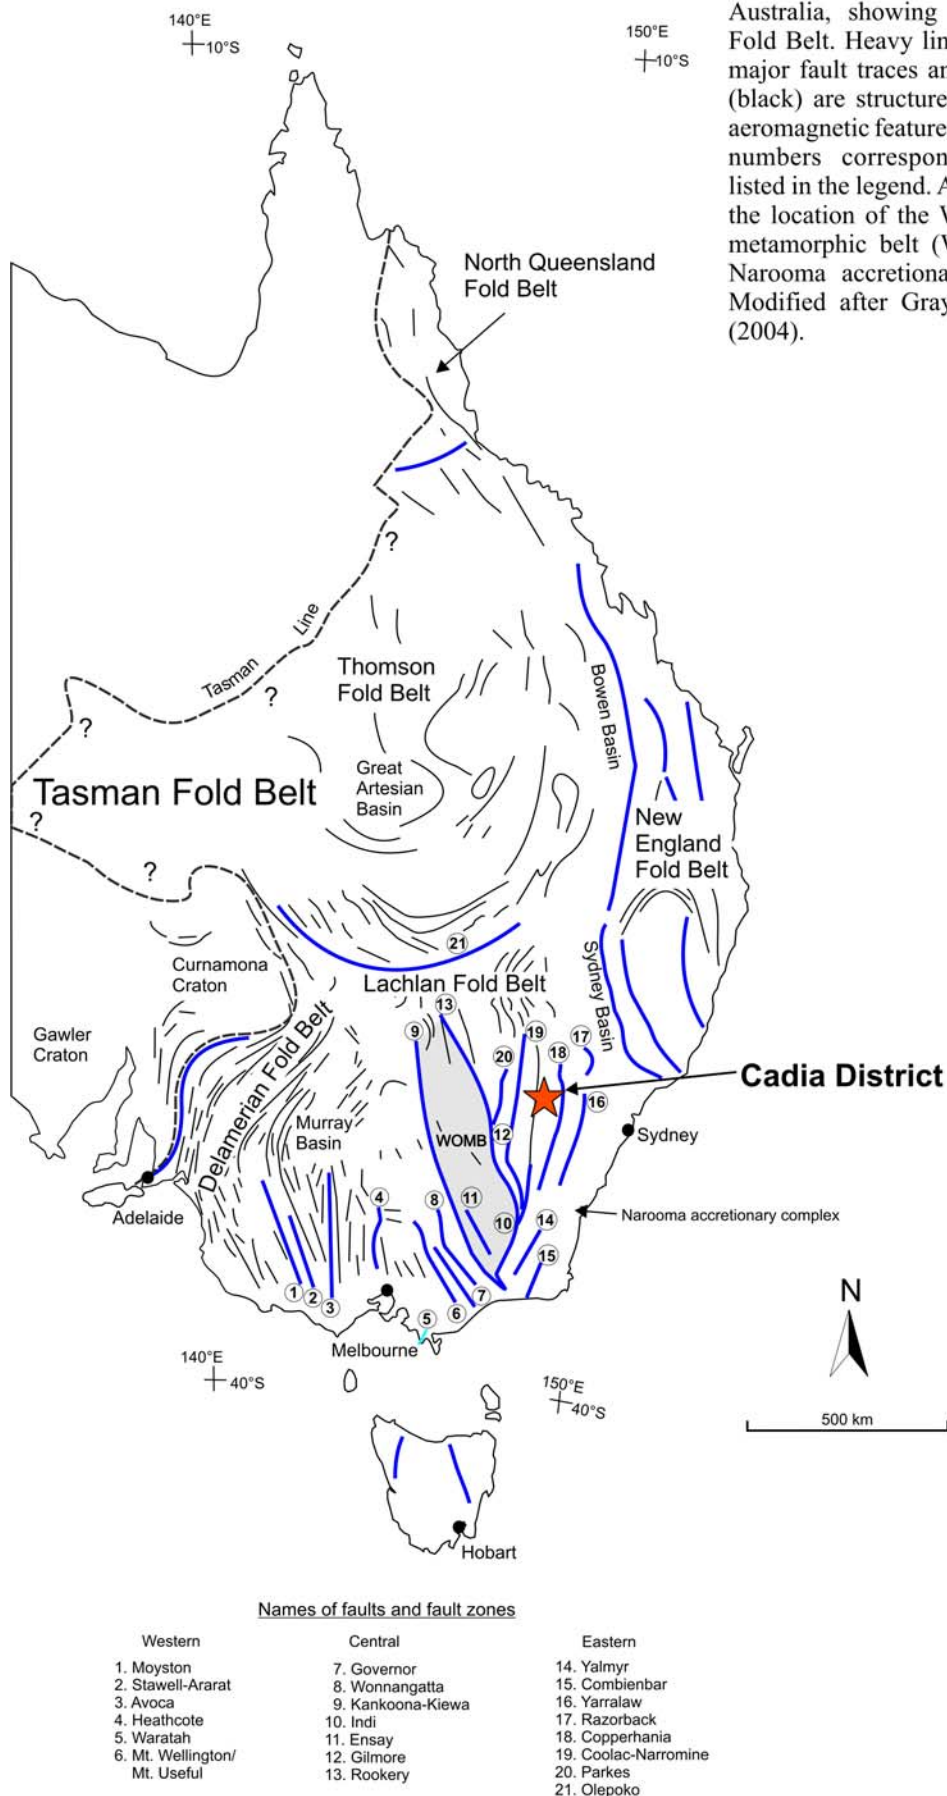 Australia, showing
Fold Belt. Heavy lin
major fault traces an
(black) are structure
aeromagnetic feature
numbers correspon
listed in the legend. A
the location of the W
metamorphic belt (W
Narooma accretiona
Modified after Gray
(2004).
140°E
10°S
150°E
10°S
North Queensland
Fold Belt
?
Tasman Line
?
Thomson
Fold Belt
?
Bowen Basin
Great
Artesian
Basin
Tasman Fold Belt
?
New
England
Fold Belt
?
21
Curnamona
Craton
Lachlan Fold Belt
Sydney Basin
13
Gawler
Craton
9
19
17
20
18
Delamerian Fold Belt
Cadia District
16
Murray
Basin
WOMB
12
Sydney
4
8
11
Adelaide
10
14
Narooma accretionary complex
15
1
2
3
7
6
5
Melbourne
N
140°E
40°S
150°E
40°S
500 km
Hobart
Names of faults and fault zones
Western
1. Moyston
2. Stawell-Ararat
3. Avoca
4. Heathcote
5. Waratah
6. Mt. Wellington/
Mt. Useful
Central
7. Governor
8. Wonnangatta
9. Kankoona-Kiewa
10. Indi
11. Ensay
12. Gilmore
13. Rookery
Eastern
14. Yalmyr
15. Combienbar
16. Yarralaw
17. Razorback
18. Copperhania
19. Coolac-Narromine
20. Parkes
21. Olepoko